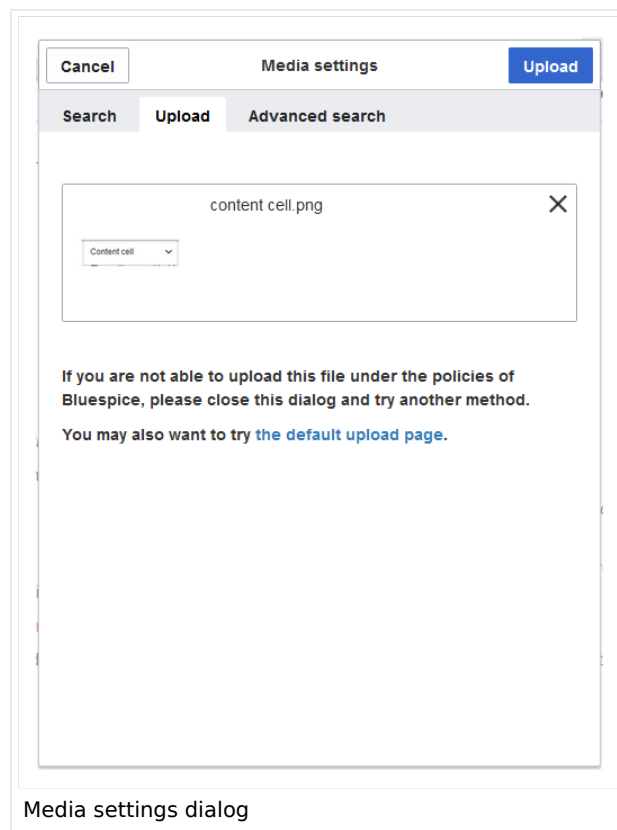 Cancel Media settings Upload
Search Upload Advanced search
content cell.png
Content cell
If you are not able to upload this file under the policies of
Bluespice, please close this dialog and try another method.
You may also want to try the default upload page.
Media settings dialog